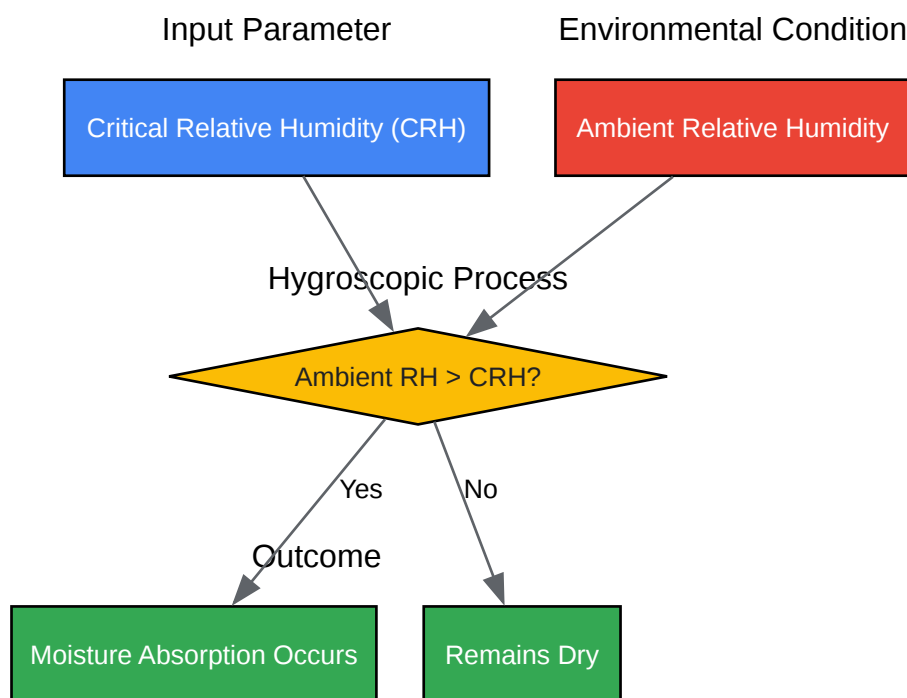 Input Parameter
Environmental Condition
Critical Relative Humidity (CRH)
Ambient Relative Humidity
Hygroscopic Process
Ambient RH > CRH?
Yes
No
Outcome
Moisture Absorption Occurs
Remains Dry